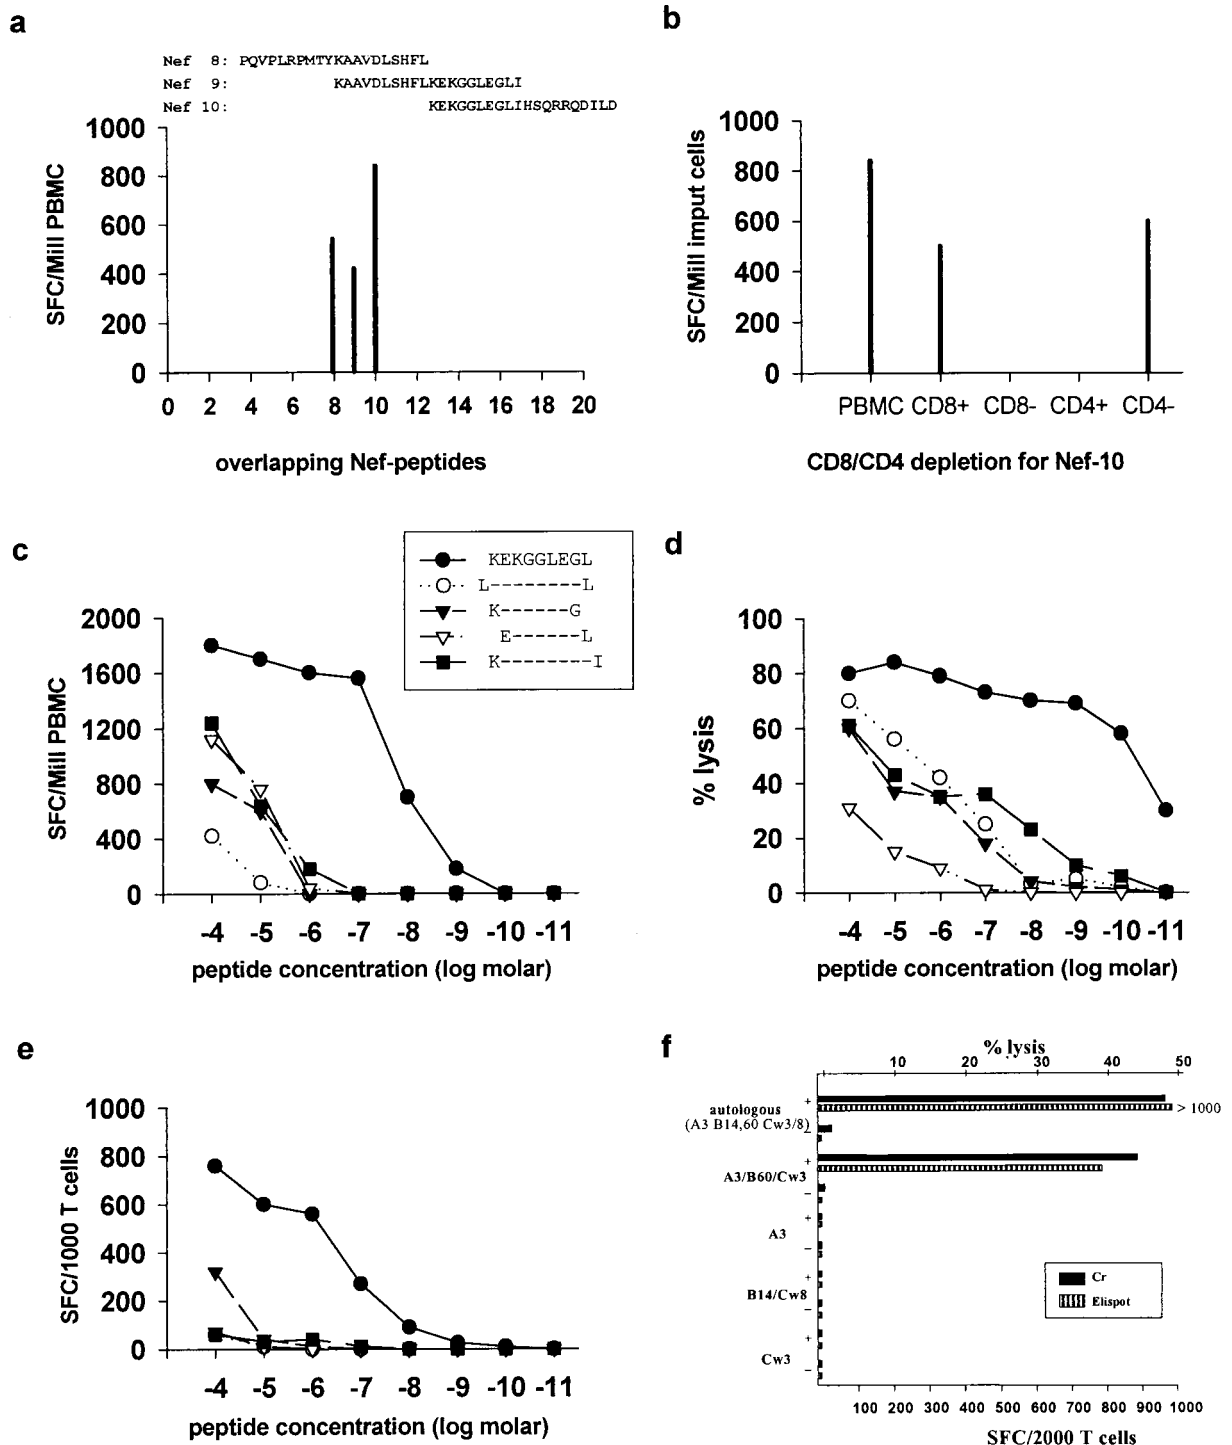 a
Nef 8: PQVPLRPMTYKAAVDLSHFL
Nef 9: KAAVDLSHFLKEKGGLEGLI
Nef 10: KEKGGLEGLIHSQRRQDILD
SFC/Mill PBMC
1000
800
600
400
200
0
0 2 4 6 8 10 12 14 16 18 20
overlapping Nef-peptides
b
SFC/Mill imput cells
1000
800
600
400
200
0
PBMC CD8+ CD8- CD4+ CD4-
CD8/CD4 depletion for Nef-10
c
KEKGGLEGL
L--------L
K------G
E------L
K--------I
SFC/Mill PBMC
2000
1600
1200
800
400
0
-4 -5 -6 -7 -8 -9 -10 -11
peptide concentration (log molar)
d
% lysis
100
80
60
40
20
0
-4 -5 -6 -7 -8 -9 -10 -11
peptide concentration (log molar)
e
SFC/1000 T cells
1000
800
600
400
200
0
-4 -5 -6 -7 -8 -9 -10 -11
peptide concentration (log molar)
f
% lysis
10 20 30 40 50
+
autologous
> 1000
(A3 B14,60 Cw3/8)
–
+
A3/B60/Cw3
–
+
A3
–
+
B14/Cw8
–
+
Cw3
–
Cr
Elispot
100 200 300 400 500 600 700 800 900 1000
SFC/2000 T cells